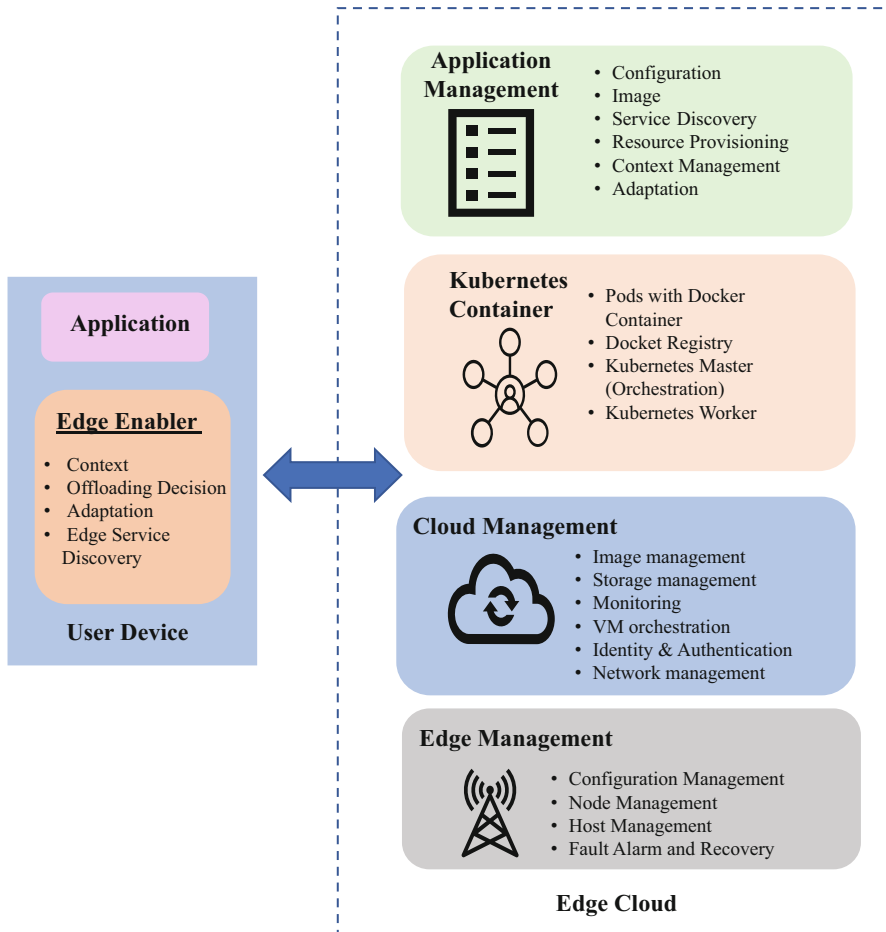 Application
Edge Enabler
• Context
• Offloading Decision
• Adaptation
• Edge Service
Discovery
User Device
Application
Management
• Configuration
• Image
• Service Discovery
• Resource Provisioning
• Context Management
• Adaptation
Kubernetes
Container
• Pods with Docker
Container
• Docket Registry
• Kubernetes Master
(Orchestration)
• Kubernetes Worker
Cloud Management
• Image management
• Storage management
• Monitoring
• VM orchestration
• Identity & Authentication
• Network management
Edge Management
• Configuration Management
• Node Management
• Host Management
• Fault Alarm and Recovery
Edge Cloud